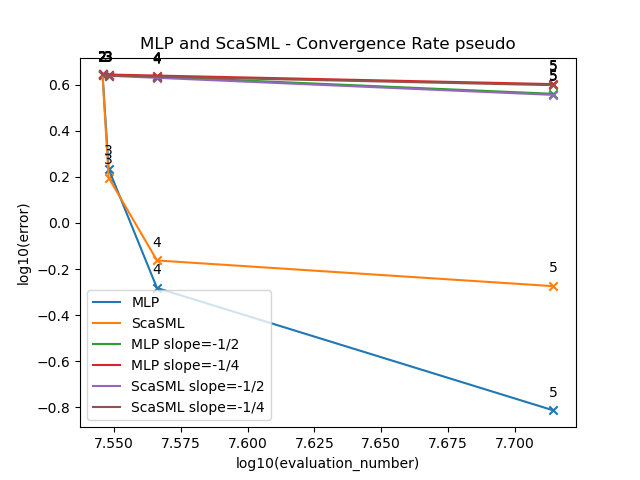 MLP and ScaSML - Convergence Rate pseudo
2 3 4 5
5
0.6
0.4
0.2
0.0
−0.2
−0.4
−0.6
−0.8
3
3
4
4
5
5
log10(error)
MLP
ScaSML
MLP slope=-1/2
MLP slope=-1/4
ScaSML slope=-1/2
ScaSML slope=-1/4
7.550 7.575 7.600 7.625 7.650 7.675 7.700
log10(evaluation_number)